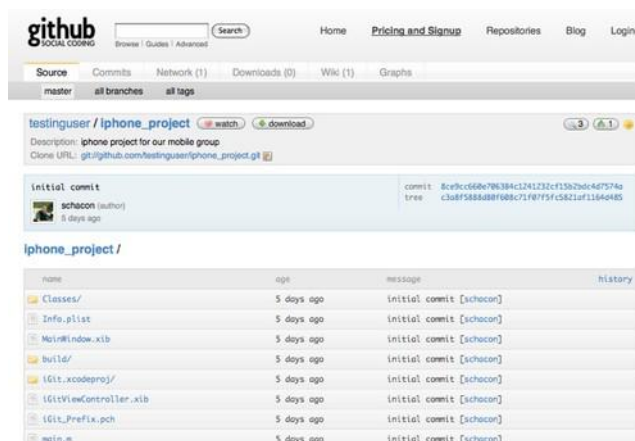 github
SOCIAL CODING
Search
Browse | Guides | Advanced
Home Pricing and Signup Repositories Blog Login
Source Commits Network (1) Downloads (0) Wiki (1) Graphs
master all branches all tags
testinguser / iphone_project watch download 3 1
Description: iphone project for our mobile group
Clone URL: git://github.com/testinguser/iphone_project.git
initial commit
schacon (author)
5 days ago
commit
tree
iphone_project /
name age message history
Classes/ 5 days ago initial commit [schacon]
Info.plist 5 days ago initial commit [schacon]
MainWindow.xib 5 days ago initial commit [schacon]
build/ 5 days ago initial commit [schacon]
iGit.xcodeproj/ 5 days ago initial commit [schacon]
iGitViewController.xib 5 days ago initial commit [schacon]
iGit_Prefix.pch 5 days ago initial commit [schacon]
main.m 5 days ago initial commit [schacon]